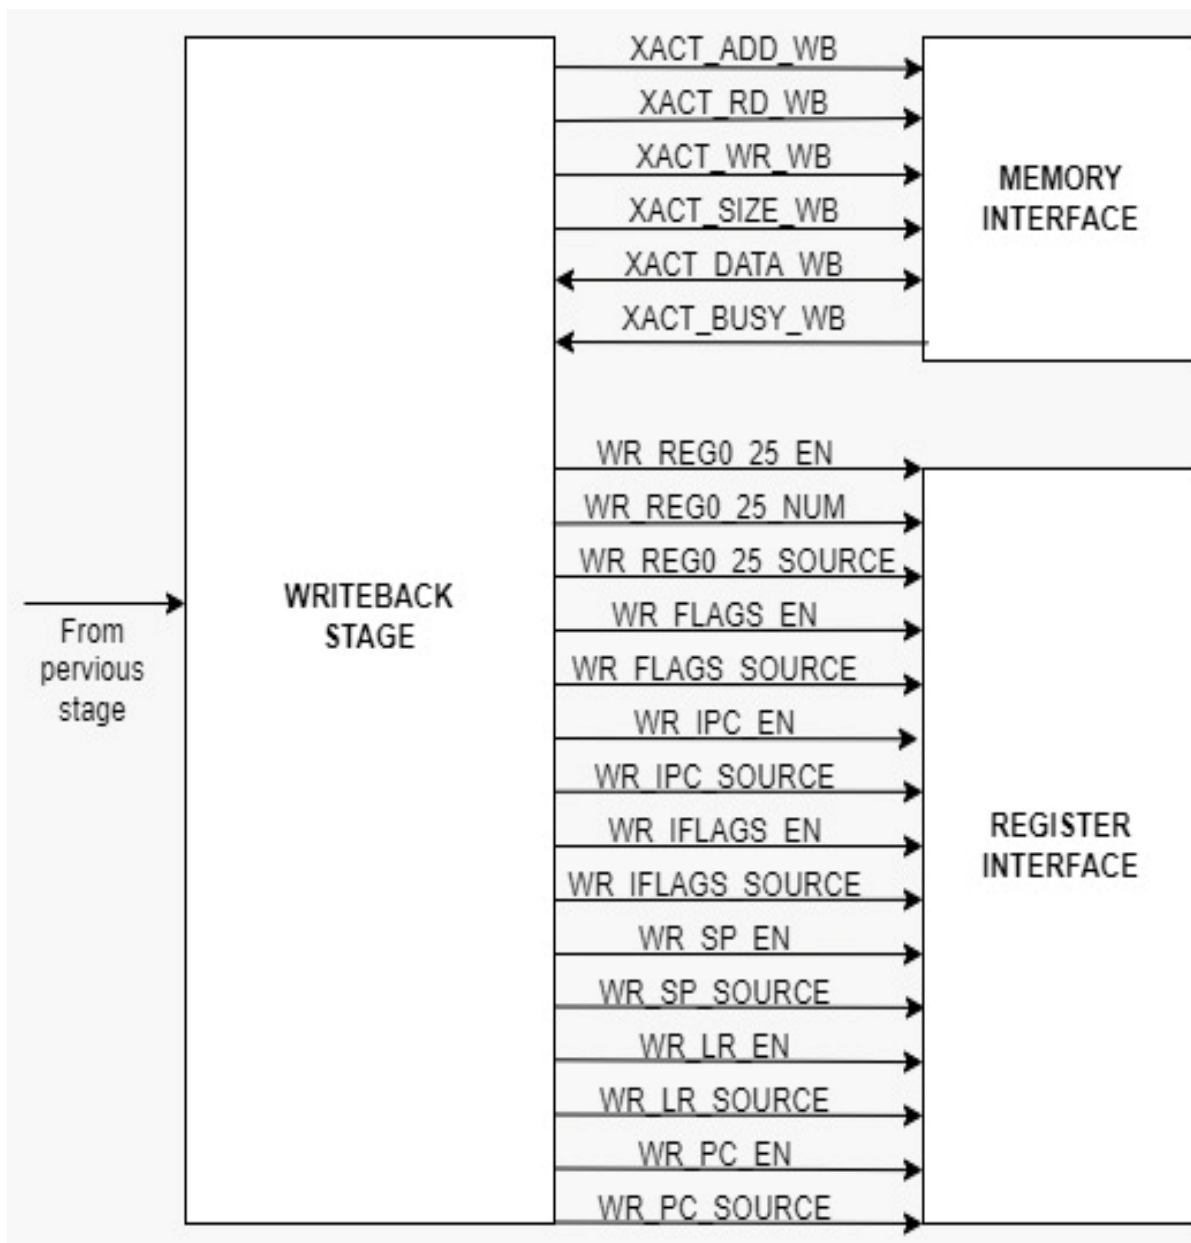 XACT_ADD_WB
XACT_RD_WB
XACT_WR_WB
XACT_SIZE_WB
XACT_DATA_WB
XACT_BUSY_WB
MEMORY
INTERFACE
WR_REG0_25_EN
WR_REG0_25_NUM
WR_REG0_25_SOURCE
WR_FLAGS_EN
WR_FLAGS_SOURCE
WR_IPC_EN
WR_IPC_SOURCE
WR_IFLAGS_EN
WR_IFLAGS_SOURCE
WR_SP_EN
WR_SP_SOURCE
WR_LR_EN
WR_LR_SOURCE
WR_PC_EN
WR_PC_SOURCE
WRITEBACK
STAGE
From
pervious
stage
REGISTER
INTERFACE